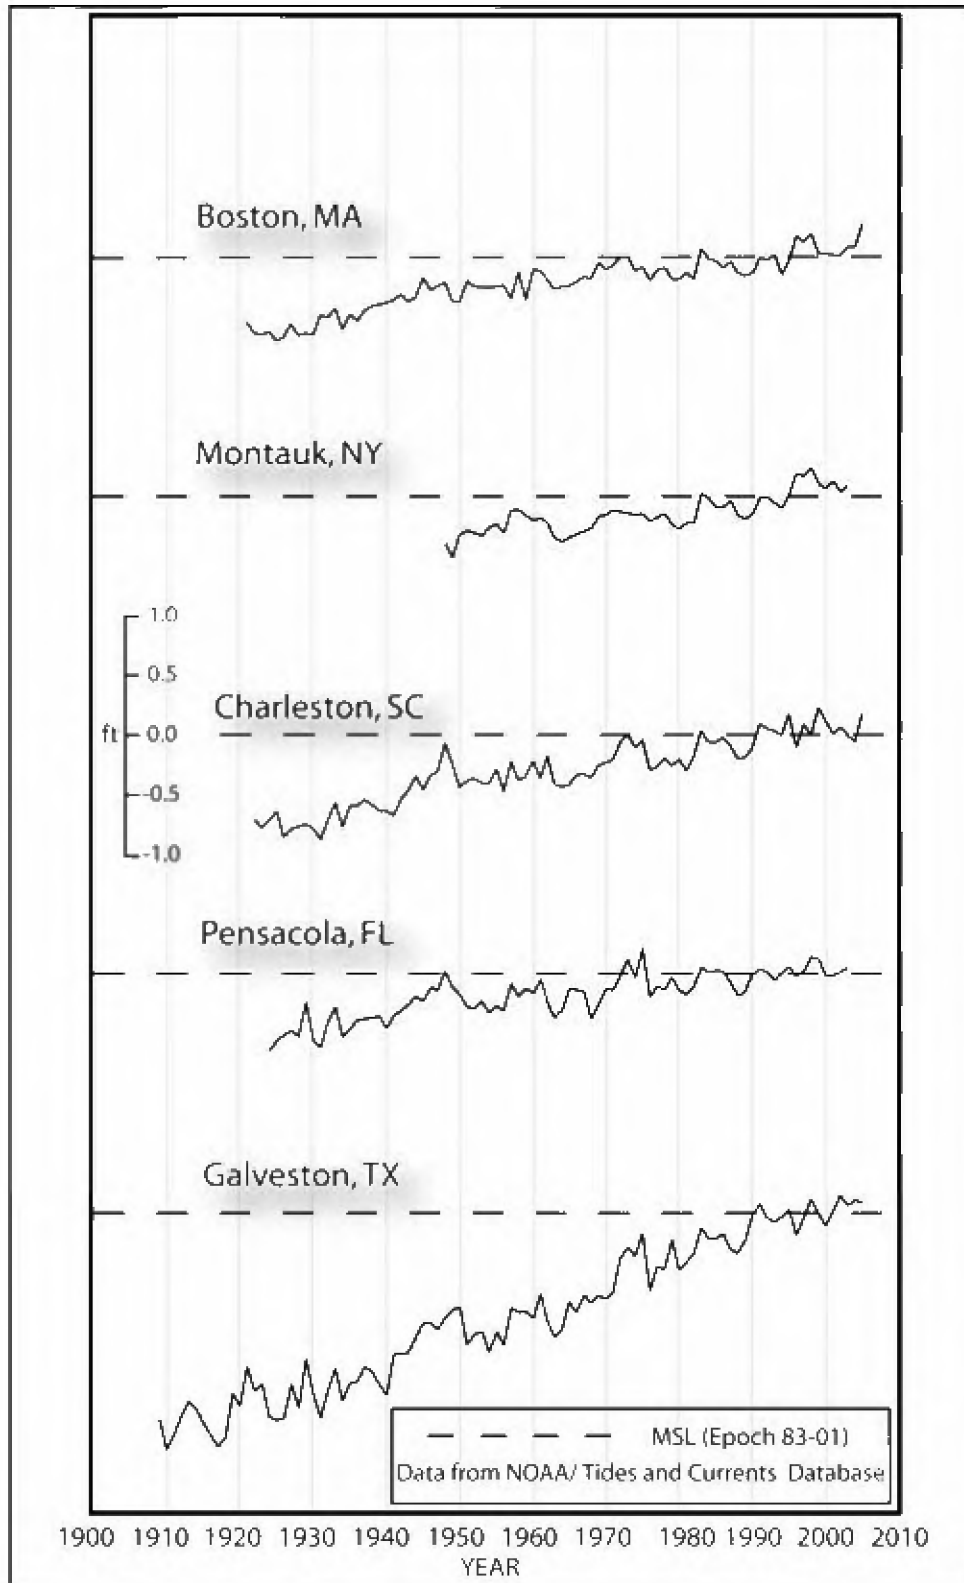 Boston, MA
Montauk, NY
1.0
0.5
Charleston, SC
ft
0.0
-0.5
-1.0
Pensacola, FL
Galveston, TX
MSL (Epoch 83-01)
Data from NOAA/ Tides and Currents Database
1900 1910 1920 1930 1940 1950 1960 1970 1980 1990 2000 2010
YEAR